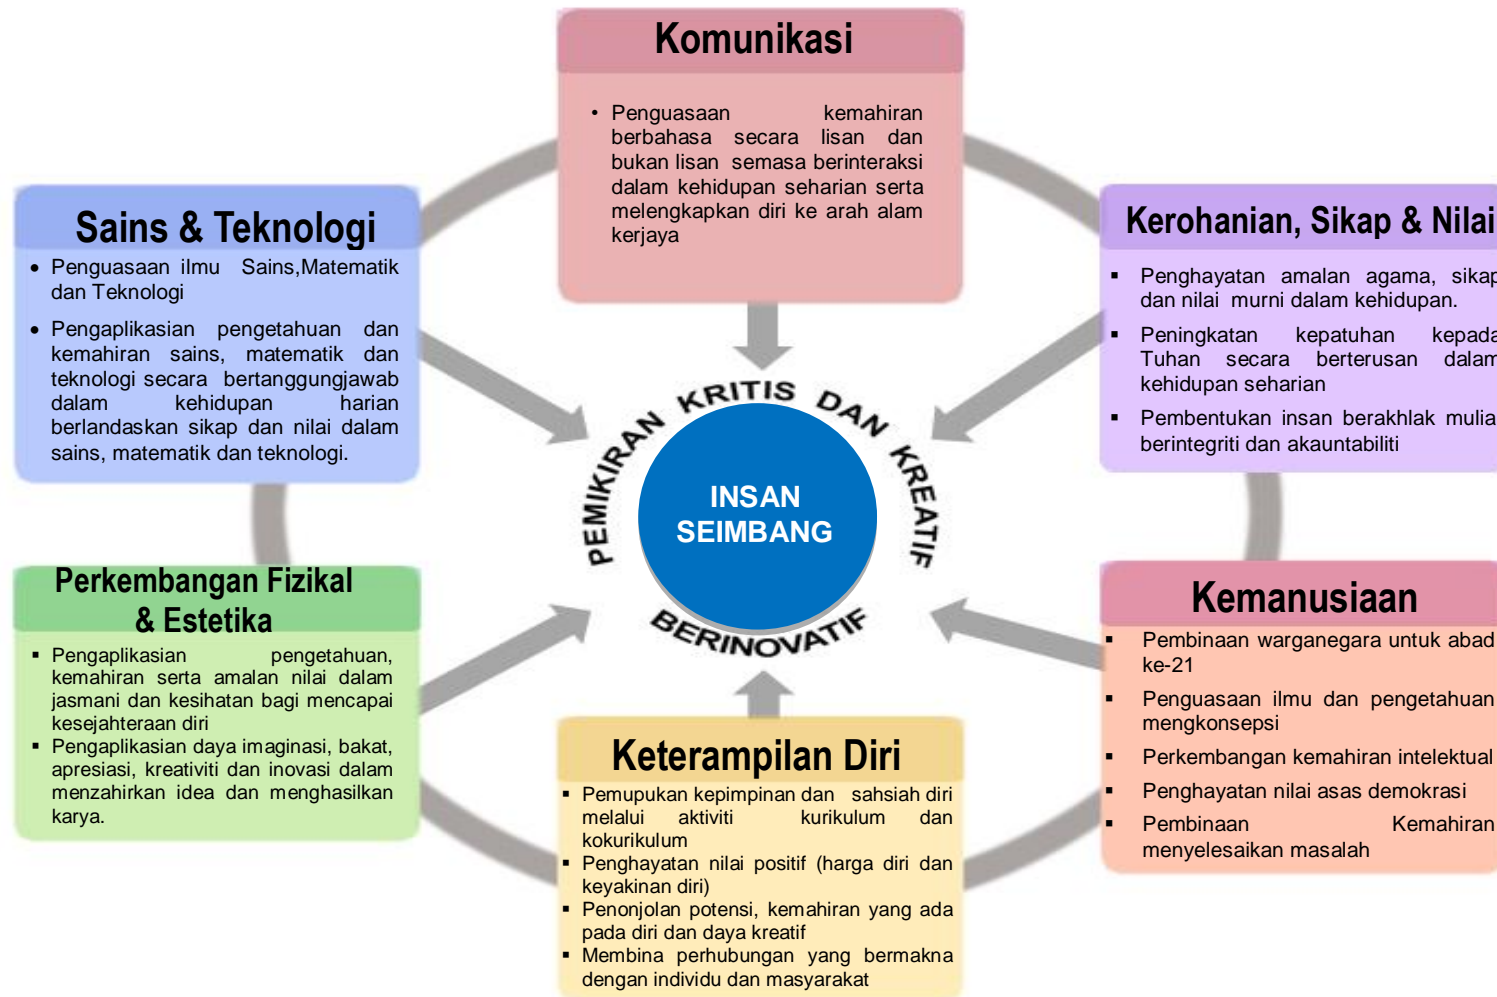 Komunikasi
• Penguasaan kemahiran
berbahasa secara lisan dan
bukan lisan semasa berinteraksi
dalam kehidupan seharian serta
melengkapkan diri ke arah alam
kerjaya
Sains & Teknologi
• Penguasaan ilmu Sains,Matematik
dan Teknologi
• Pengaplikasian pengetahuan dan
kemahiran sains, matematik dan
teknologi secara bertanggungjawab
dalam kehidupan harian
berlandaskan sikap dan nilai dalam
sains, matematik dan teknologi.
Kerohanian, Sikap & Nilai
▪ Penghayatan amalan agama, sikap
dan nilai murni dalam kehidupan.
▪ Peningkatan kepatuhan kepada
Tuhan secara berterusan dalam
kehidupan seharian
▪ Pembentukan insan berakhlak mulia
berintegriti dan akauntabiliti
PEMIKIRAN KRITIS DAN KREATIF
INSAN
SEIMBANG
BERINOVATIF
Perkembangan Fizikal
& Estetika
▪ Pengaplikasian pengetahuan,
kemahiran serta amalan nilai dalam
jasmani dan kesihatan bagi mencapai
kesejahteraan diri
▪ Pengaplikasian daya imaginasi, bakat,
apresiasi, kreativiti dan inovasi dalam
menzahirkan idea dan menghasilkan
karya.
Keterampilan Diri
▪ Pemupukan kepimpinan dan sahsiah diri
melalui aktiviti kurikulum dan
kokurikulum
▪ Penghayatan nilai positif (harga diri dan
keyakinan diri)
▪ Penonjolan potensi, kemahiran yang ada
pada diri dan daya kreatif
▪ Membina perhubungan yang bermakna
dengan individu dan masyarakat
Kemanusiaan
▪ Pembinaan warganegara untuk abad
ke-21
▪ Penguasaan ilmu dan pengetahuan
mengkonsepsi
▪ Perkembangan kemahiran intelektual
▪ Penghayatan nilai asas demokrasi
▪ Pembinaan Kemahiran
menyelesaikan masalah